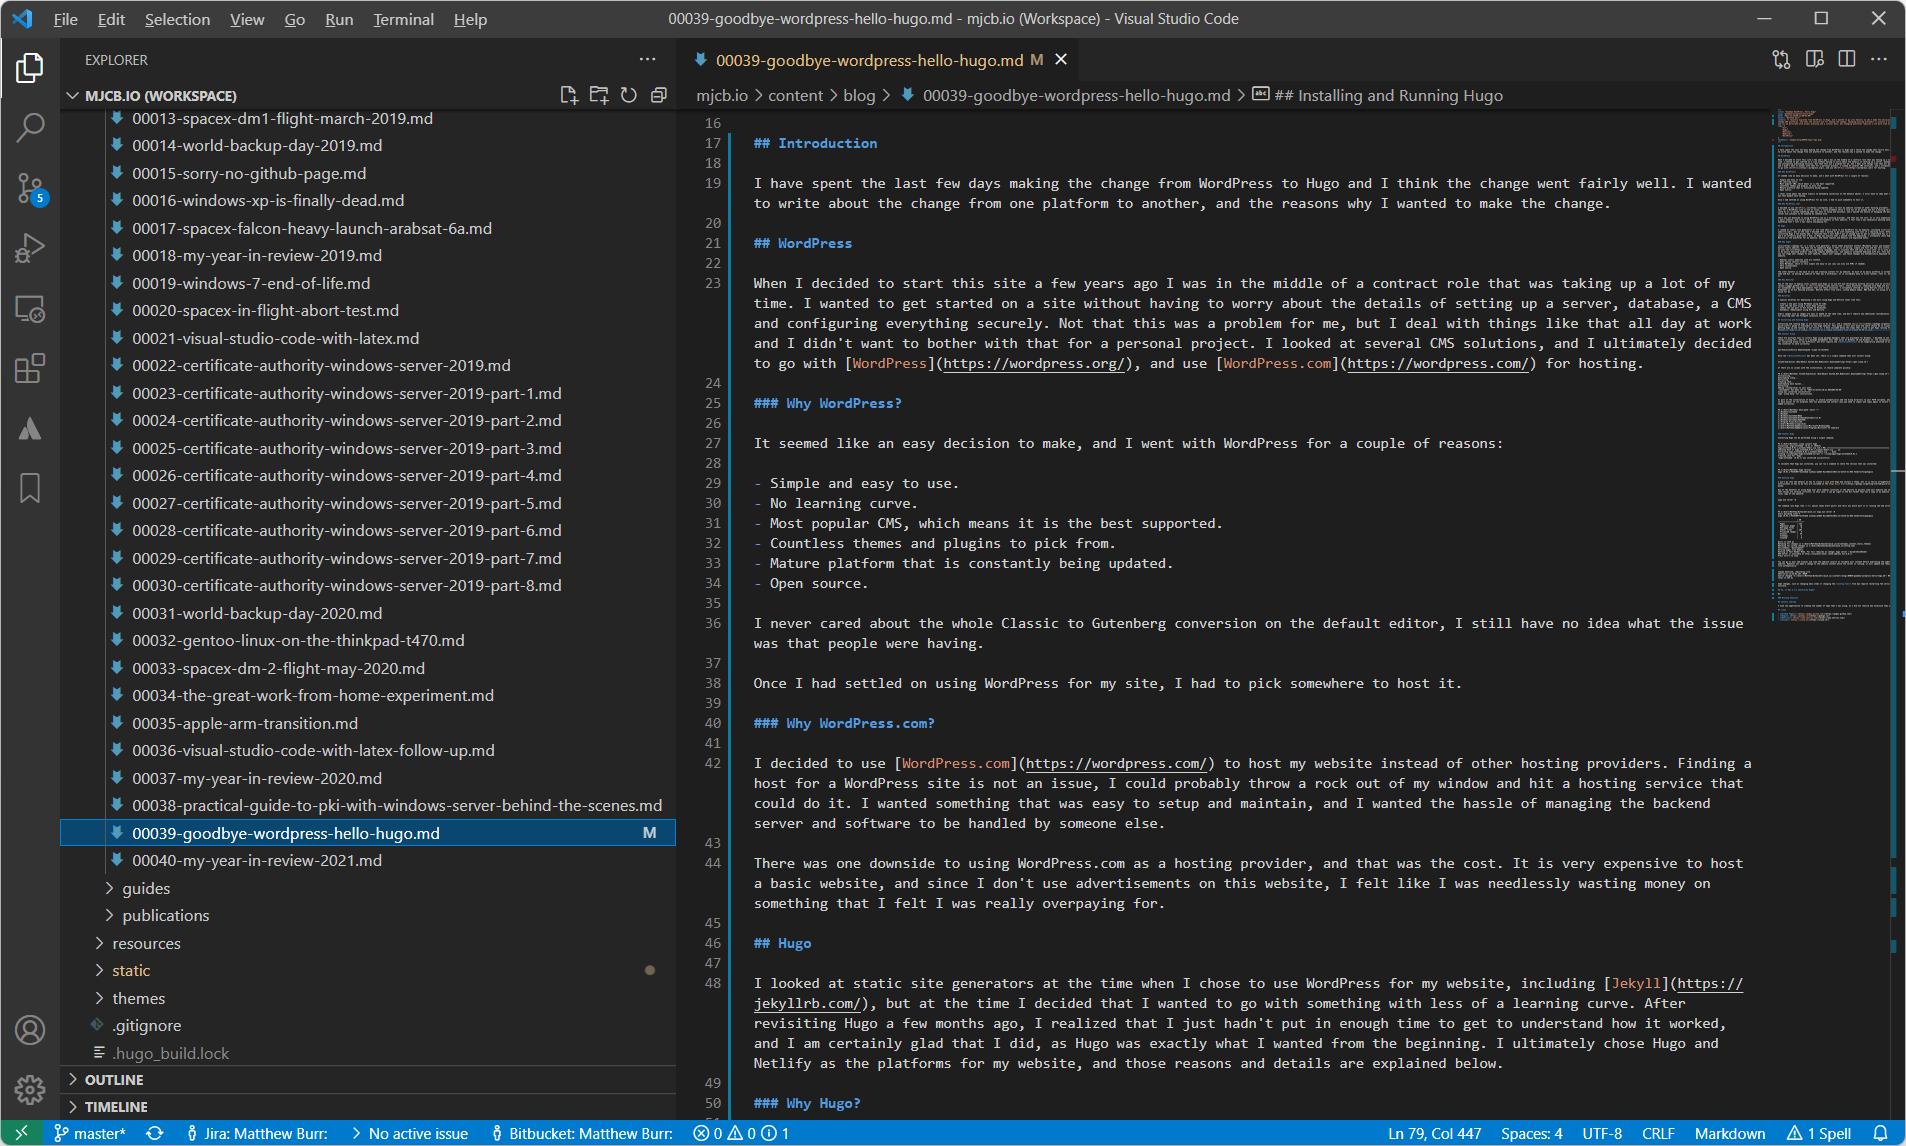 File Edit Selection View Go Run Terminal Help
00039-goodbye-wordpress-hello-hugo.md - mjcb.io (Workspace) - Visual Studio Code
EXPLORER
MJCB.IO (WORKSPACE)
00013-spacex-dm1-flight-march-2019.md
00014-world-backup-day-2019.md
00015-sorry-no-github-page.md
00016-windows-xp-is-finally-dead.md
00017-spacex-falcon-heavy-launch-arabsat-6a.md
00018-my-year-in-review-2019.md
00019-windows-7-end-of-life.md
00020-spacex-in-flight-abort-test.md
00021-visual-studio-code-with-latex.md
00022-certificate-authority-windows-server-2019.md
00023-certificate-authority-windows-server-2019-part-1.md
00024-certificate-authority-windows-server-2019-part-2.md
00025-certificate-authority-windows-server-2019-part-3.md
00026-certificate-authority-windows-server-2019-part-4.md
00027-certificate-authority-windows-server-2019-part-5.md
00028-certificate-authority-windows-server-2019-part-6.md
00029-certificate-authority-windows-server-2019-part-7.md
00030-certificate-authority-windows-server-2019-part-8.md
00031-world-backup-day-2020.md
00032-gentoo-linux-on-the-thinkpad-t470.md
00033-spacex-dm-2-flight-may-2020.md
00034-the-great-work-from-home-experiment.md
00035-apple-arm-transition.md
00036-visual-studio-code-with-latex-follow-up.md
00037-my-year-in-review-2020.md
00038-practical-guide-to-pki-with-windows-server-behind-the-scenes.md
00039-goodbye-wordpress-hello-hugo.md M
00040-my-year-in-review-2021.md
guides
publications
resources
static
themes
.gitignore
.hugo_build.lock
OUTLINE
TIMELINE
5
00039-goodbye-wordpress-hello-hugo.md M
mjcb.io > content > blog > 00039-goodbye-wordpress-hello-hugo.md > abc ## Installing and Running Hugo
16
17 ## Introduction
18
19 I have spent the last few days making the change from WordPress to Hugo and I think the change went fairly well. I wanted
to write about the change from one platform to another, and the reasons why I wanted to make the change.
20
21 ## WordPress
22
23 When I decided to start this site a few years ago I was in the middle of a contract role that was taking up a lot of my
time. I wanted to get started on a site without having to worry about the details of setting up a server, database, a CMS
and configuring everything securely. Not that this was a problem for me, but I deal with things like that all day at work
and I didn't want to bother with that for a personal project. I looked at several CMS solutions, and I ultimately decided
to go with [WordPress](https://wordpress.org/), and use [WordPress.com](https://wordpress.com/) for hosting.
24
25 ### Why WordPress?
26
27 It seemed like an easy decision to make, and I went with WordPress for a couple of reasons:
28
29 - Simple and easy to use.
30 - No learning curve.
31 - Most popular CMS, which means it is the best supported.
32 - Countless themes and plugins to pick from.
33 - Mature platform that is constantly being updated.
34 - Open source.
35
36 I never cared about the whole Classic to Gutenberg conversion on the default editor, I still have no idea what the issue
was that people were having.
37
38 Once I had settled on using WordPress for my site, I had to pick somewhere to host it.
39
40 ### Why WordPress.com?
41
42 I decided to use [WordPress.com](https://wordpress.com/) to host my website instead of other hosting providers. Finding a
host for a WordPress site is not an issue, I could probably throw a rock out of my window and hit a hosting service that
could do it. I wanted something that was easy to setup and maintain, and I wanted the hassle of managing the backend
server and software to be handled by someone else.
43
44 There was one downside to using WordPress.com as a hosting provider, and that was the cost. It is very expensive to host
a basic website, and since I don't use advertisements on this website, I felt like I was needlessly wasting money on
something that I felt I was really overpaying for.
45
46 ## Hugo
47
48 I looked at static site generators at the time when I chose to use WordPress for my website, including [Jekyll](https://
jekyllrb.com/), but at the time I decided that I wanted to go with something with less of a learning curve. After
revisiting Hugo a few months ago, I realized that I just hadn't put in enough time to get to understand how it worked,
and I am certainly glad that I did, as Hugo was exactly what I wanted from the beginning. I ultimately chose Hugo and
Netlify as the platforms for my website, and those reasons and details are explained below.
49
50 ### Why Hugo?
master* Jira: Matthew Burr: No active issue Bitbucket: Matthew Burr: 0 0 1 Ln 79, Col 447 Spaces: 4 UTF-8 CRLF Markdown 1 Spell